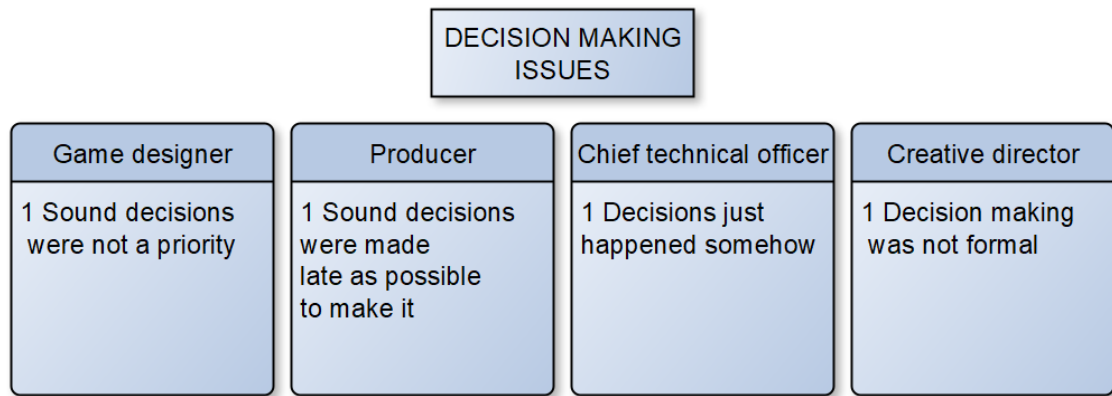 DECISION MAKING
ISSUES
Game designer
1 Sound decisions
were not a priority
Producer
1 Sound decisions
were made
late as possible
to make it
Chief technical officer
1 Decisions just
happened somehow
Creative director
1 Decision making
was not formal